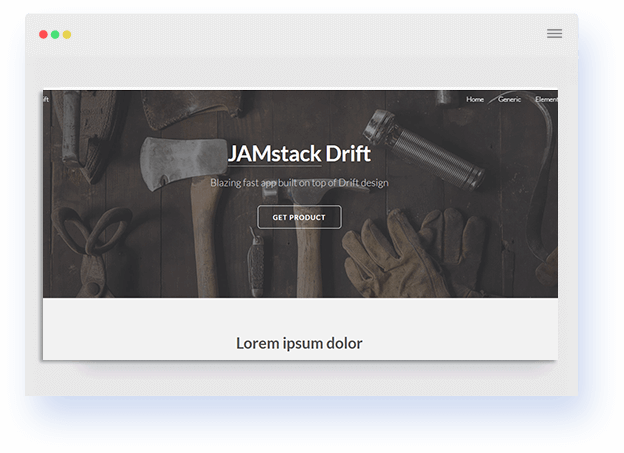 Home Generic Element
JAMstack Drift
Blazing fast app built on top of Drift design
GET PRODUCT
Lorem ipsum dolor